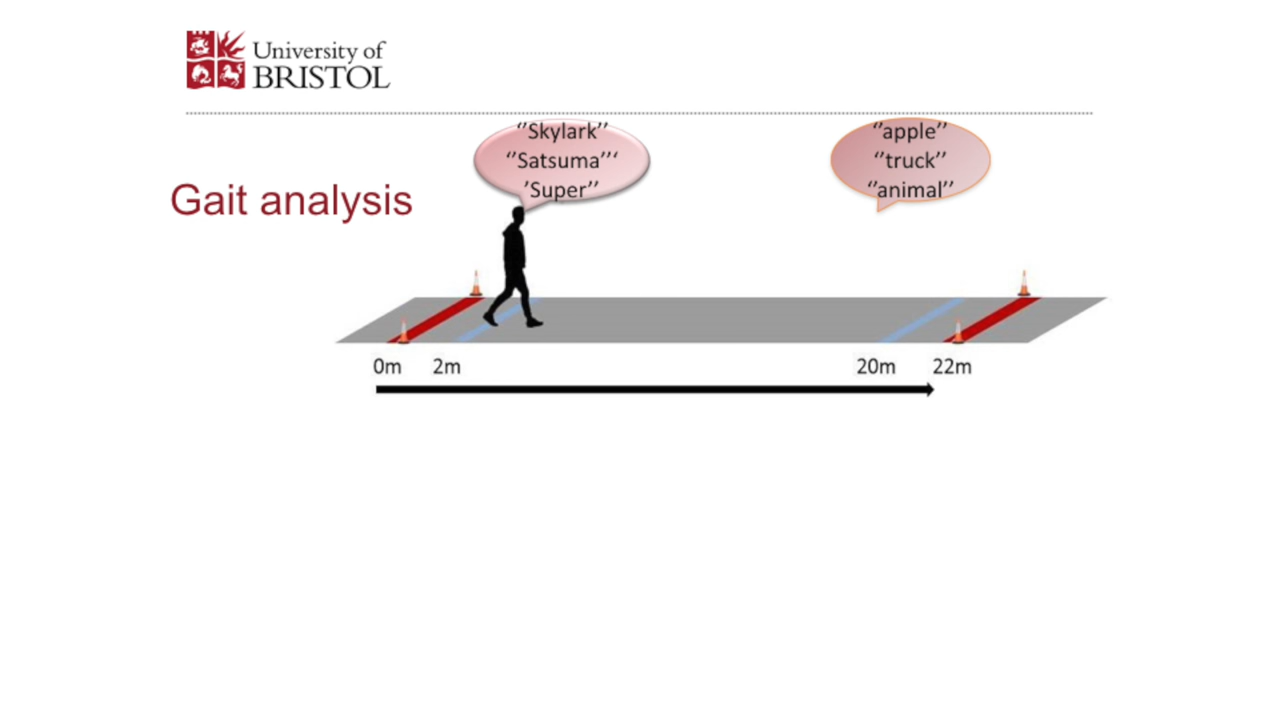 University of
BRISTOL
‘’Skylark’’
‘’Satsuma’’‘
’Super’’
‘’apple’’
‘’truck’’
‘’animal’’
Gait analysis
0m 2m 20m 22m